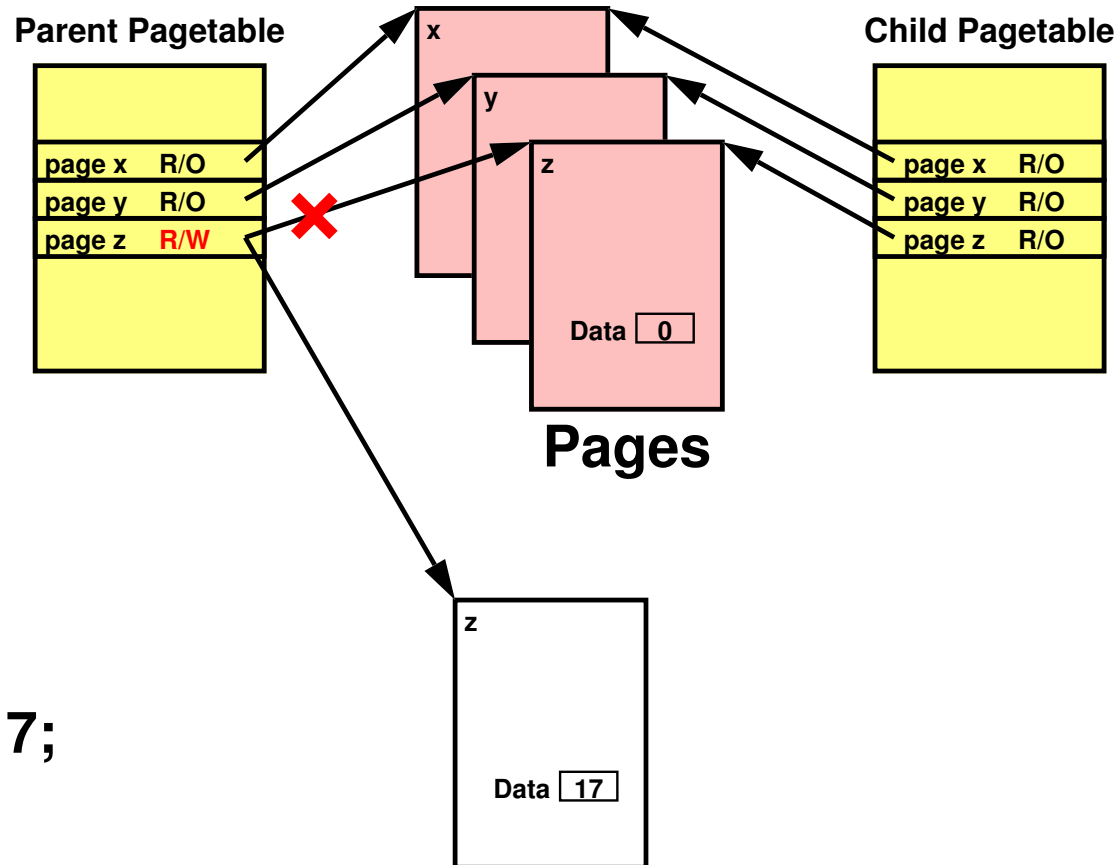 Parent Pagetable
Child Pagetable
x
y
z
page x R/O
page y R/O
page z R/W
page x R/O
page y R/O
page z R/O
Data 0
Pages
z
7;
Data 17